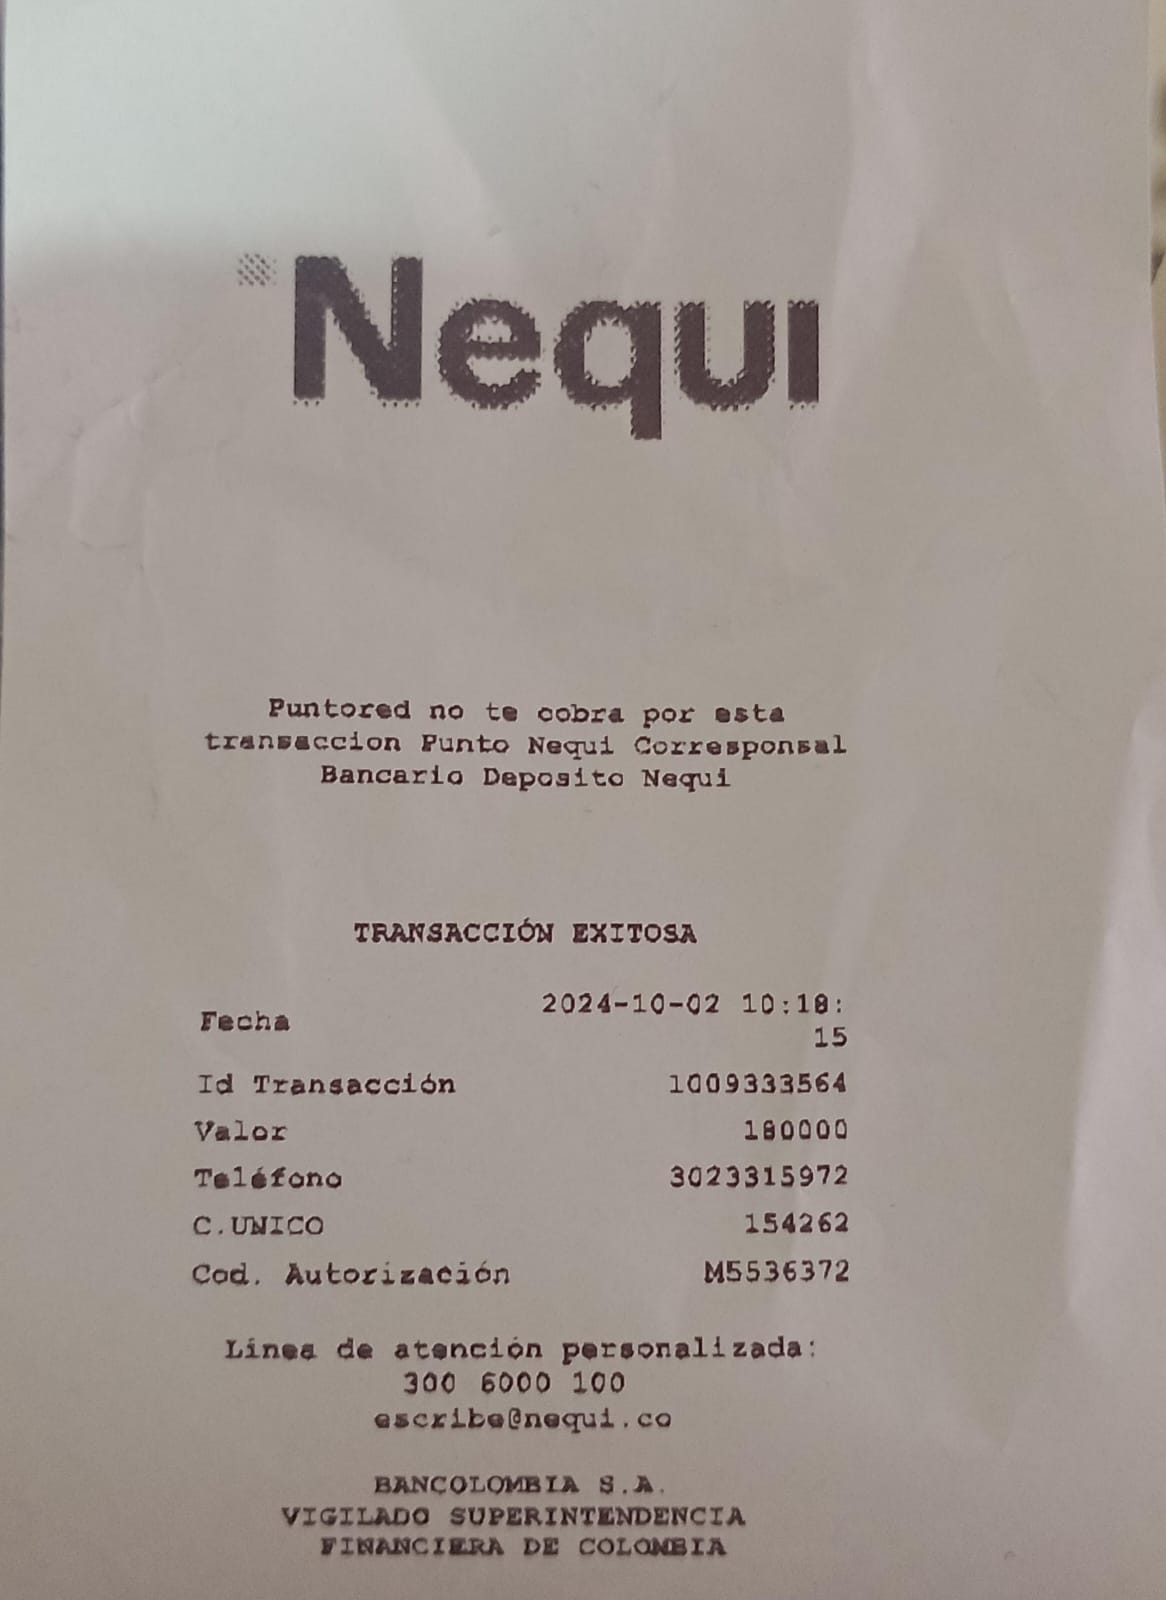 Nequi
Puntored no te cobra por esta
transaccion Punto Nequi Corresponsal
Bancario Deposito Nequi
TRANSACCIÓN EXITOSA
Fecha 2024-10-02 10:18:
15
Id Transacción 1009333564
Valor 180000
Teléfono 3023315972
C.UNICO 154262
Cod. Autorización M5536372
Línea de atención personalizada:
300 6000 100
escribe@nequi.co
BANCOLOMBIA S.A.
VIGILADO SUPERINTENDENCIA
FINANCIERA DE COLOMBIA